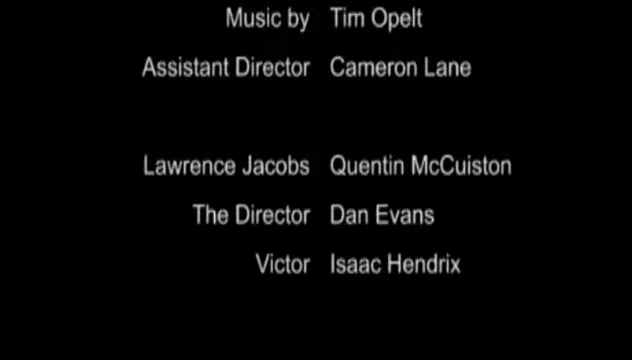 Music by Tim Opelt
Assistant Director Cameron Lane
Lawrence Jacobs Quentin McCuiston
The Director Dan Evans
Victor Isaac Hendrix